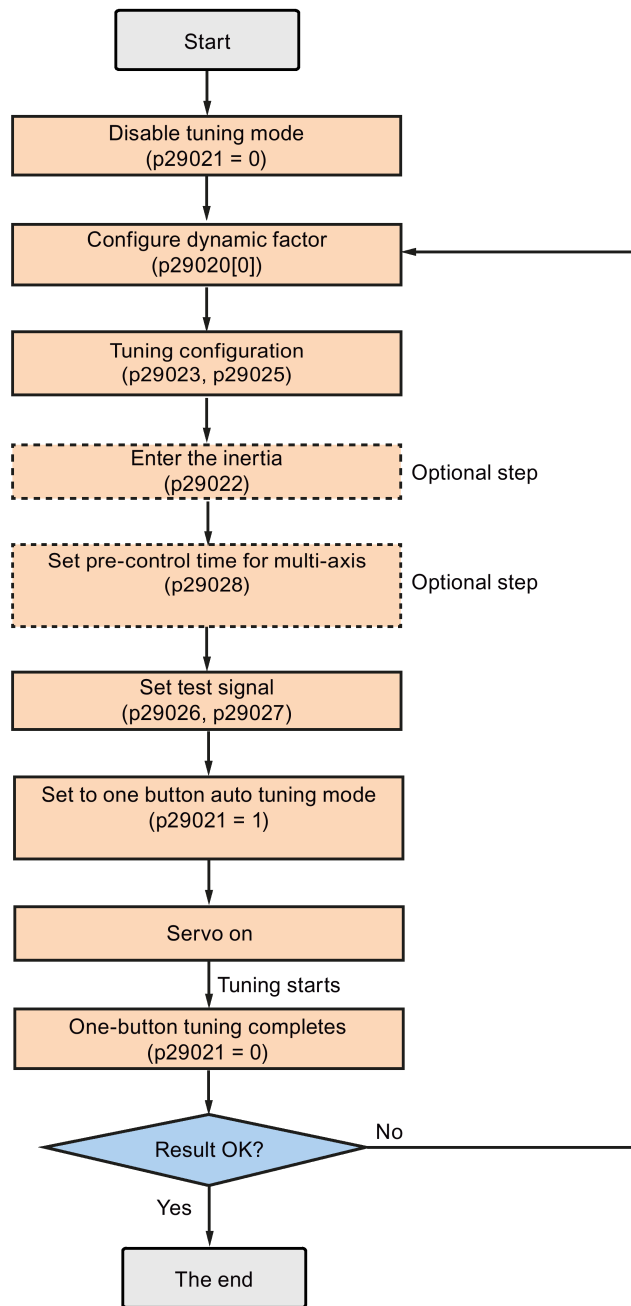 Start
Disable tuning mode
(p29021 = 0)
Configure dynamic factor
(p29020[0])
Tuning configuration
(p29023, p29025)
Enter the inertia
(p29022)
Optional step
Set pre-control time for multi-axis
(p29028)
Optional step
Set test signal
(p29026, p29027)
Set to one button auto tuning mode
(p29021 = 1)
Servo on
Tuning starts
One-button tuning completes
(p29021 = 0)
Result OK?
No
Yes
The end